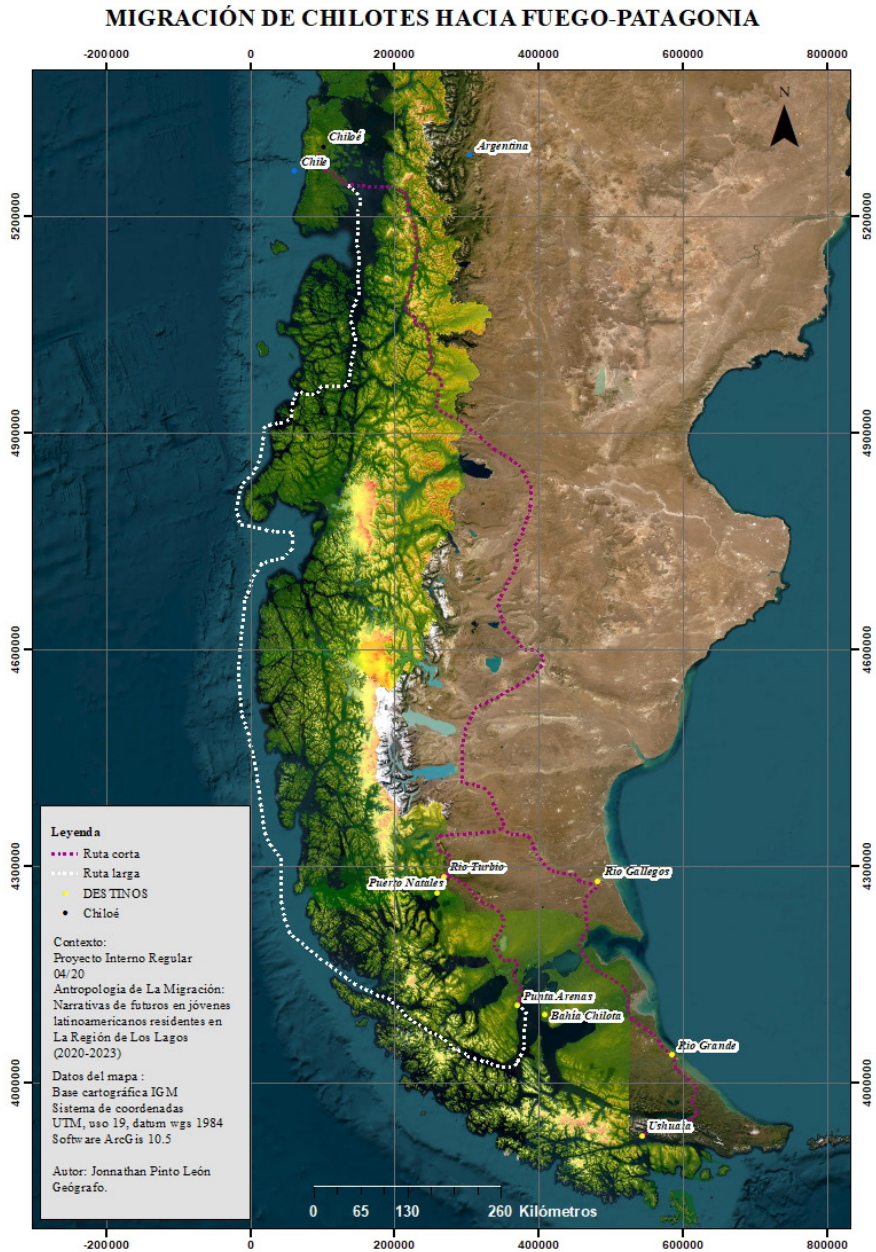 MIGRACIÓN DE CHILOTES HACIA FUEGO-PATAGONIA
-200000 0 200000 400000 600000 800000
N
Chiloé
Chile
Argentina
5200000 5200000
4900000 4900000
4600000 4600000
4300000 4300000
4000000 4000000
Rio Turbio
Puerto Natales
Rio Gallegos
Punta Arenas
Bahía Chilota
Rio Grande
Ushuaia
Leyenda
Ruta corta
Ruta larga
DESTINOS
Chiloé
Contexto:
Proyecto Interno Regular
04/20
Antropología de La Migración:
Narrativas de futuros en jóvenes
latinoamericanos residentes en
La Región de Los Lagos
(2020-2023)
Datos del mapa :
Base cartográfica IGM
Sistema de coordenadas
UTM, uso 19, datum wgs 1984
Software ArcGis 10.5
Autor: Jonnathan Pinto León
Geógrafo.
0 65 130 260 Kilómetros
-200000 0 200000 400000 600000 800000